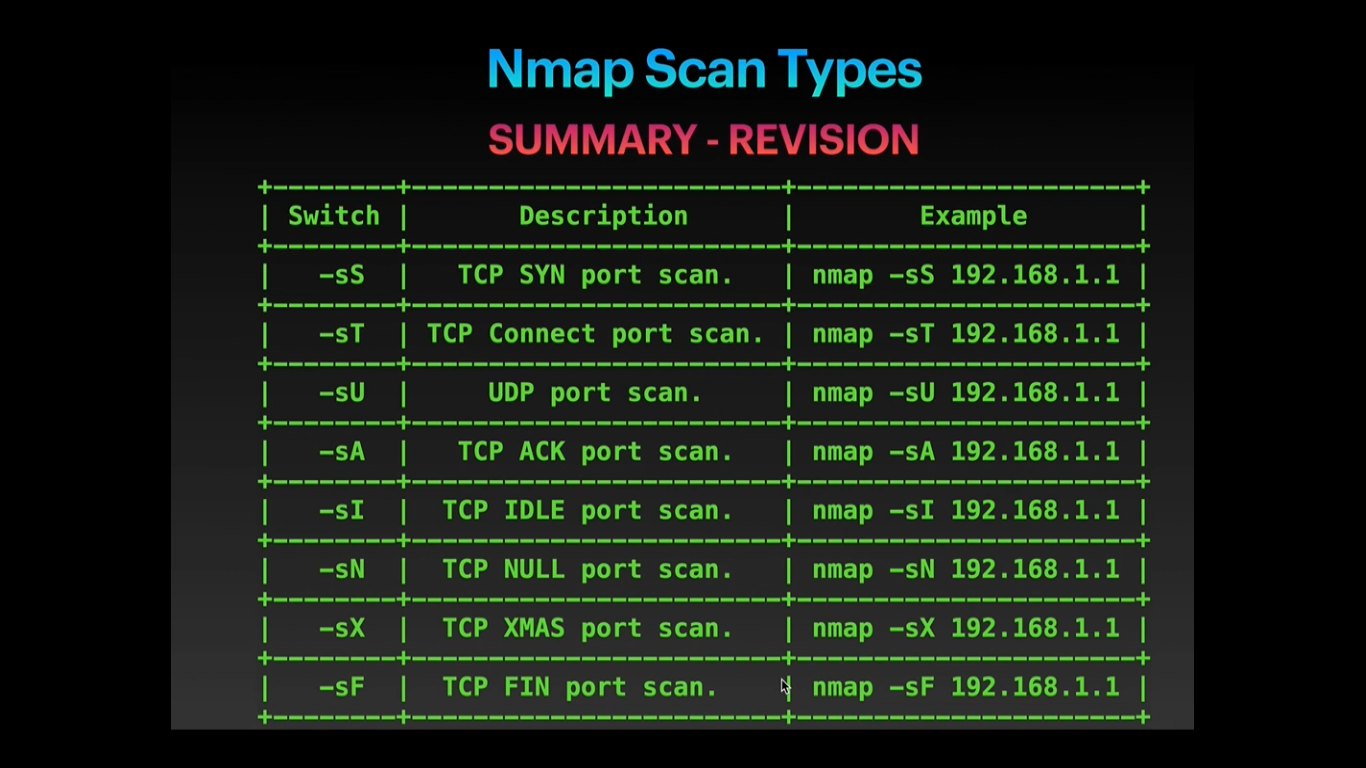 Nmap Scan Types
SUMMARY - REVISION
+--------+------------------------+----------------------+
| Switch | Description | Example |
+--------+------------------------+----------------------+
| -sS | TCP SYN port scan. | nmap -sS 192.168.1.1 |
+--------+------------------------+----------------------+
| -sT | TCP Connect port scan. | nmap -sT 192.168.1.1 |
+--------+------------------------+----------------------+
| -sU | UDP port scan. | nmap -sU 192.168.1.1 |
+--------+------------------------+----------------------+
| -sA | TCP ACK port scan. | nmap -sA 192.168.1.1 |
+--------+------------------------+----------------------+
| -sI | TCP IDLE port scan. | nmap -sI 192.168.1.1 |
+--------+------------------------+----------------------+
| -sN | TCP NULL port scan. | nmap -sN 192.168.1.1 |
+--------+------------------------+----------------------+
| -sX | TCP XMAS port scan. | nmap -sX 192.168.1.1 |
+--------+------------------------+----------------------+
| -sF | TCP FIN port scan. | nmap -sF 192.168.1.1 |
+--------+------------------------+----------------------+